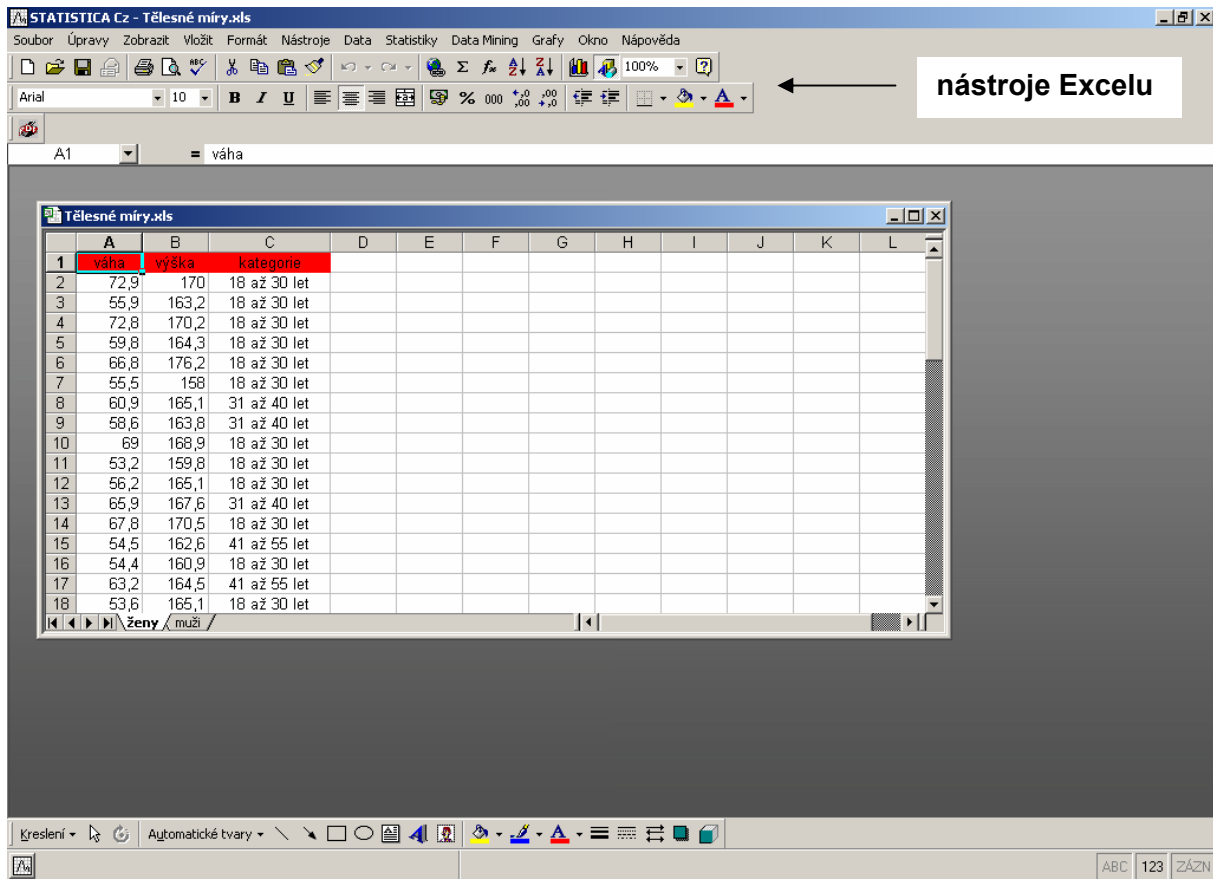 STATISTICA Cz - Tělesné míry.xls
Soubor Úpravy Zobrazit Vložit Formát Nástroje Data Statistiky Data Mining Grafy Okno Nápověda
100%
Arial 10 B I U % 000
nástroje Excelu
A1 = váha
Tělesné míry.xls
A B C D E F G H I J K L
1 váha výška kategorie
2 72,9 170 18 až 30 let
3 55,9 163,2 18 až 30 let
4 72,8 170,2 18 až 30 let
5 59,8 164,3 18 až 30 let
6 66,8 176,2 18 až 30 let
7 55,5 158 18 až 30 let
8 60,9 165,1 31 až 40 let
9 58,6 163,8 31 až 40 let
10 69 168,9 18 až 30 let
11 53,2 159,8 18 až 30 let
12 56,2 165,1 18 až 30 let
13 65,9 167,6 31 až 40 let
14 67,8 170,5 18 až 30 let
15 54,5 162,6 41 až 55 let
16 54,4 160,9 18 až 30 let
17 63,2 164,5 41 až 55 let
18 53,6 165,1 18 až 30 let
ženy muži
Kreslení Automatické tvary
ABC 123 ZÁZN